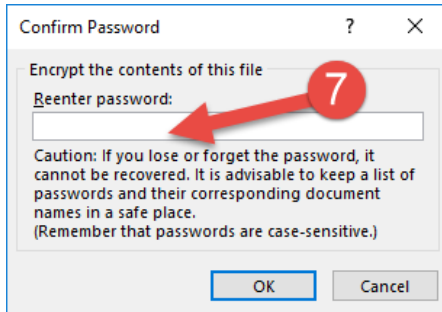 Confirm Password ? ×
Encrypt the contents of this file
7
Reenter password:
Caution: If you lose or forget the password, it
cannot be recovered. It is advisable to keep a list of
passwords and their corresponding document
names in a safe place.
(Remember that passwords are case-sensitive.)
OK Cancel